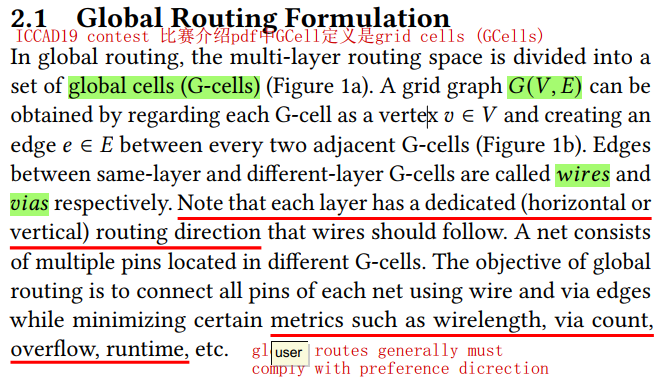 2.1 Global Routing Formulation
ICCAD19 contest 比赛介绍pdf中GCell定义是grid cells (GCells)
In global routing, the multi-layer routing space is divided into a
set of global cells (G-cells) (Figure 1a). A grid graph G(V, E) can be
obtained by regarding each G-cell as a vertex v ∈ V and creating an
edge e ∈ E between every two adjacent G-cells (Figure 1b). Edges
between same-layer and different-layer G-cells are called wires and
vias respectively. Note that each layer has a dedicated (horizontal or
vertical) routing direction that wires should follow. A net consists
of multiple pins located in different G-cells. The objective of global
routing is to connect all pins of each net using wire and via edges
while minimizing certain metrics such as wirelength, via count,
overflow, runtime, etc.
user routes generally must
comply with preference dicrection